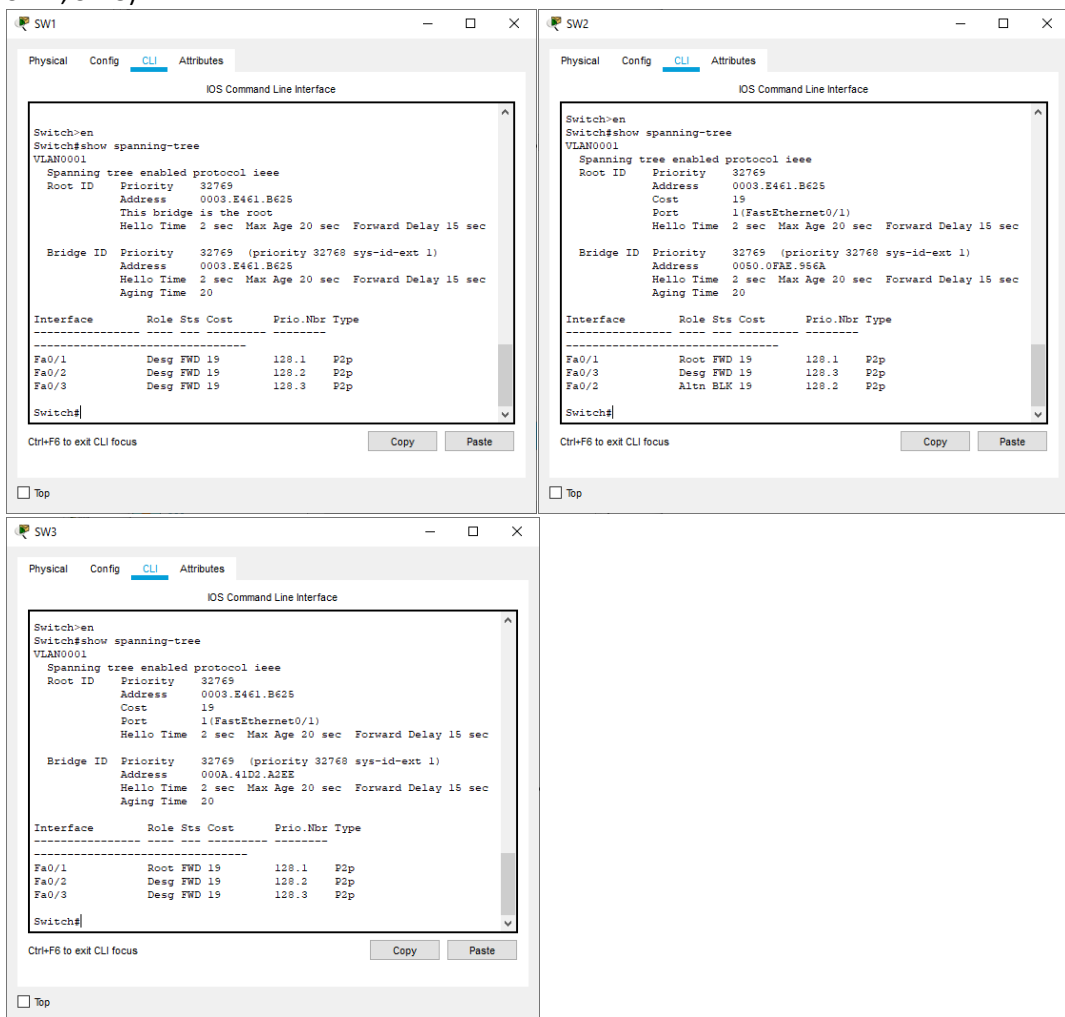 SW1
Physical Config CLI Attributes
IOS Command Line Interface
Switch>en
Switch#show spanning-tree
VLAN0001
Spanning tree enabled protocol ieee
Root ID Priority 32769
Address 0003.E461.B625
This bridge is the root
Hello Time 2 sec Max Age 20 sec Forward Delay 15 sec
Bridge ID Priority 32769 (priority 32768 sys-id-ext 1)
Address 0003.E461.B625
Hello Time 2 sec Max Age 20 sec Forward Delay 15 sec
Aging Time 20
Interface Role Sts Cost Prio.Nbr Type
---------------- ---- --- --------- --------
--------------------------------
Fa0/1 Desg FWD 19 128.1 P2p
Fa0/2 Desg FWD 19 128.2 P2p
Fa0/3 Desg FWD 19 128.3 P2p
Switch#
Ctrl+F6 to exit CLI focus
Copy Paste
Top
SW2
Physical Config CLI Attributes
IOS Command Line Interface
Switch>en
Switch#show spanning-tree
VLAN0001
Spanning tree enabled protocol ieee
Root ID Priority 32769
Address 0003.E461.B625
Cost 19
Port 1(FastEthernet0/1)
Hello Time 2 sec Max Age 20 sec Forward Delay 15 sec
Bridge ID Priority 32769 (priority 32768 sys-id-ext 1)
Address 0050.0FAE.956A
Hello Time 2 sec Max Age 20 sec Forward Delay 15 sec
Aging Time 20
Interface Role Sts Cost Prio.Nbr Type
---------------- ---- --- --------- --------
--------------------------------
Fa0/1 Root FWD 19 128.1 P2p
Fa0/3 Desg FWD 19 128.3 P2p
Fa0/2 Altn BLK 19 128.2 P2p
Switch#
Ctrl+F6 to exit CLI focus
Copy Paste
Top
SW3
Physical Config CLI Attributes
IOS Command Line Interface
Switch>en
Switch#show spanning-tree
VLAN0001
Spanning tree enabled protocol ieee
Root ID Priority 32769
Address 0003.E461.B625
Cost 19
Port 1(FastEthernet0/1)
Hello Time 2 sec Max Age 20 sec Forward Delay 15 sec
Bridge ID Priority 32769 (priority 32768 sys-id-ext 1)
Address 000A.41D2.A2EE
Hello Time 2 sec Max Age 20 sec Forward Delay 15 sec
Aging Time 20
Interface Role Sts Cost Prio.Nbr Type
---------------- ---- --- --------- --------
--------------------------------
Fa0/1 Root FWD 19 128.1 P2p
Fa0/2 Desg FWD 19 128.2 P2p
Fa0/3 Desg FWD 19 128.3 P2p
Switch#
Ctrl+F6 to exit CLI focus
Copy Paste
Top